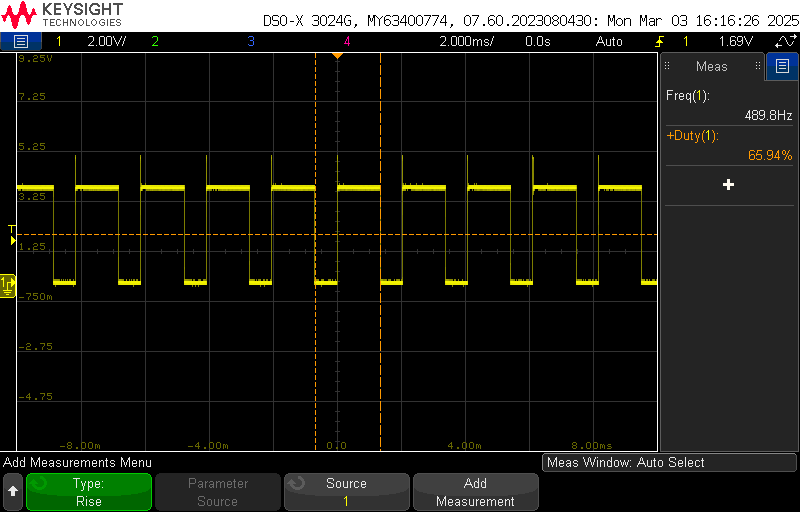 KEYSIGHT
TECHNOLOGIES
DSO-X 3024G, MY63400774, 07.60.2023080430: Mon Mar 03 16:16:26 2025
1 2.00V/ 2 3 4 2.000ms/ 0.0s Auto 1 1.69V
9.25V
7.25
5.25
3.25
1.25
-750m
-2.75
-4.75
T
1
-8.00m -4.00m 0.0 4.00m 8.00ms
Meas
Freq(1):
489.8Hz
+Duty(1):
65.94%
Add Measurements Menu
Meas Window: Auto Select
Type:
Rise
Parameter
Source
Source
1
Add
Measurement